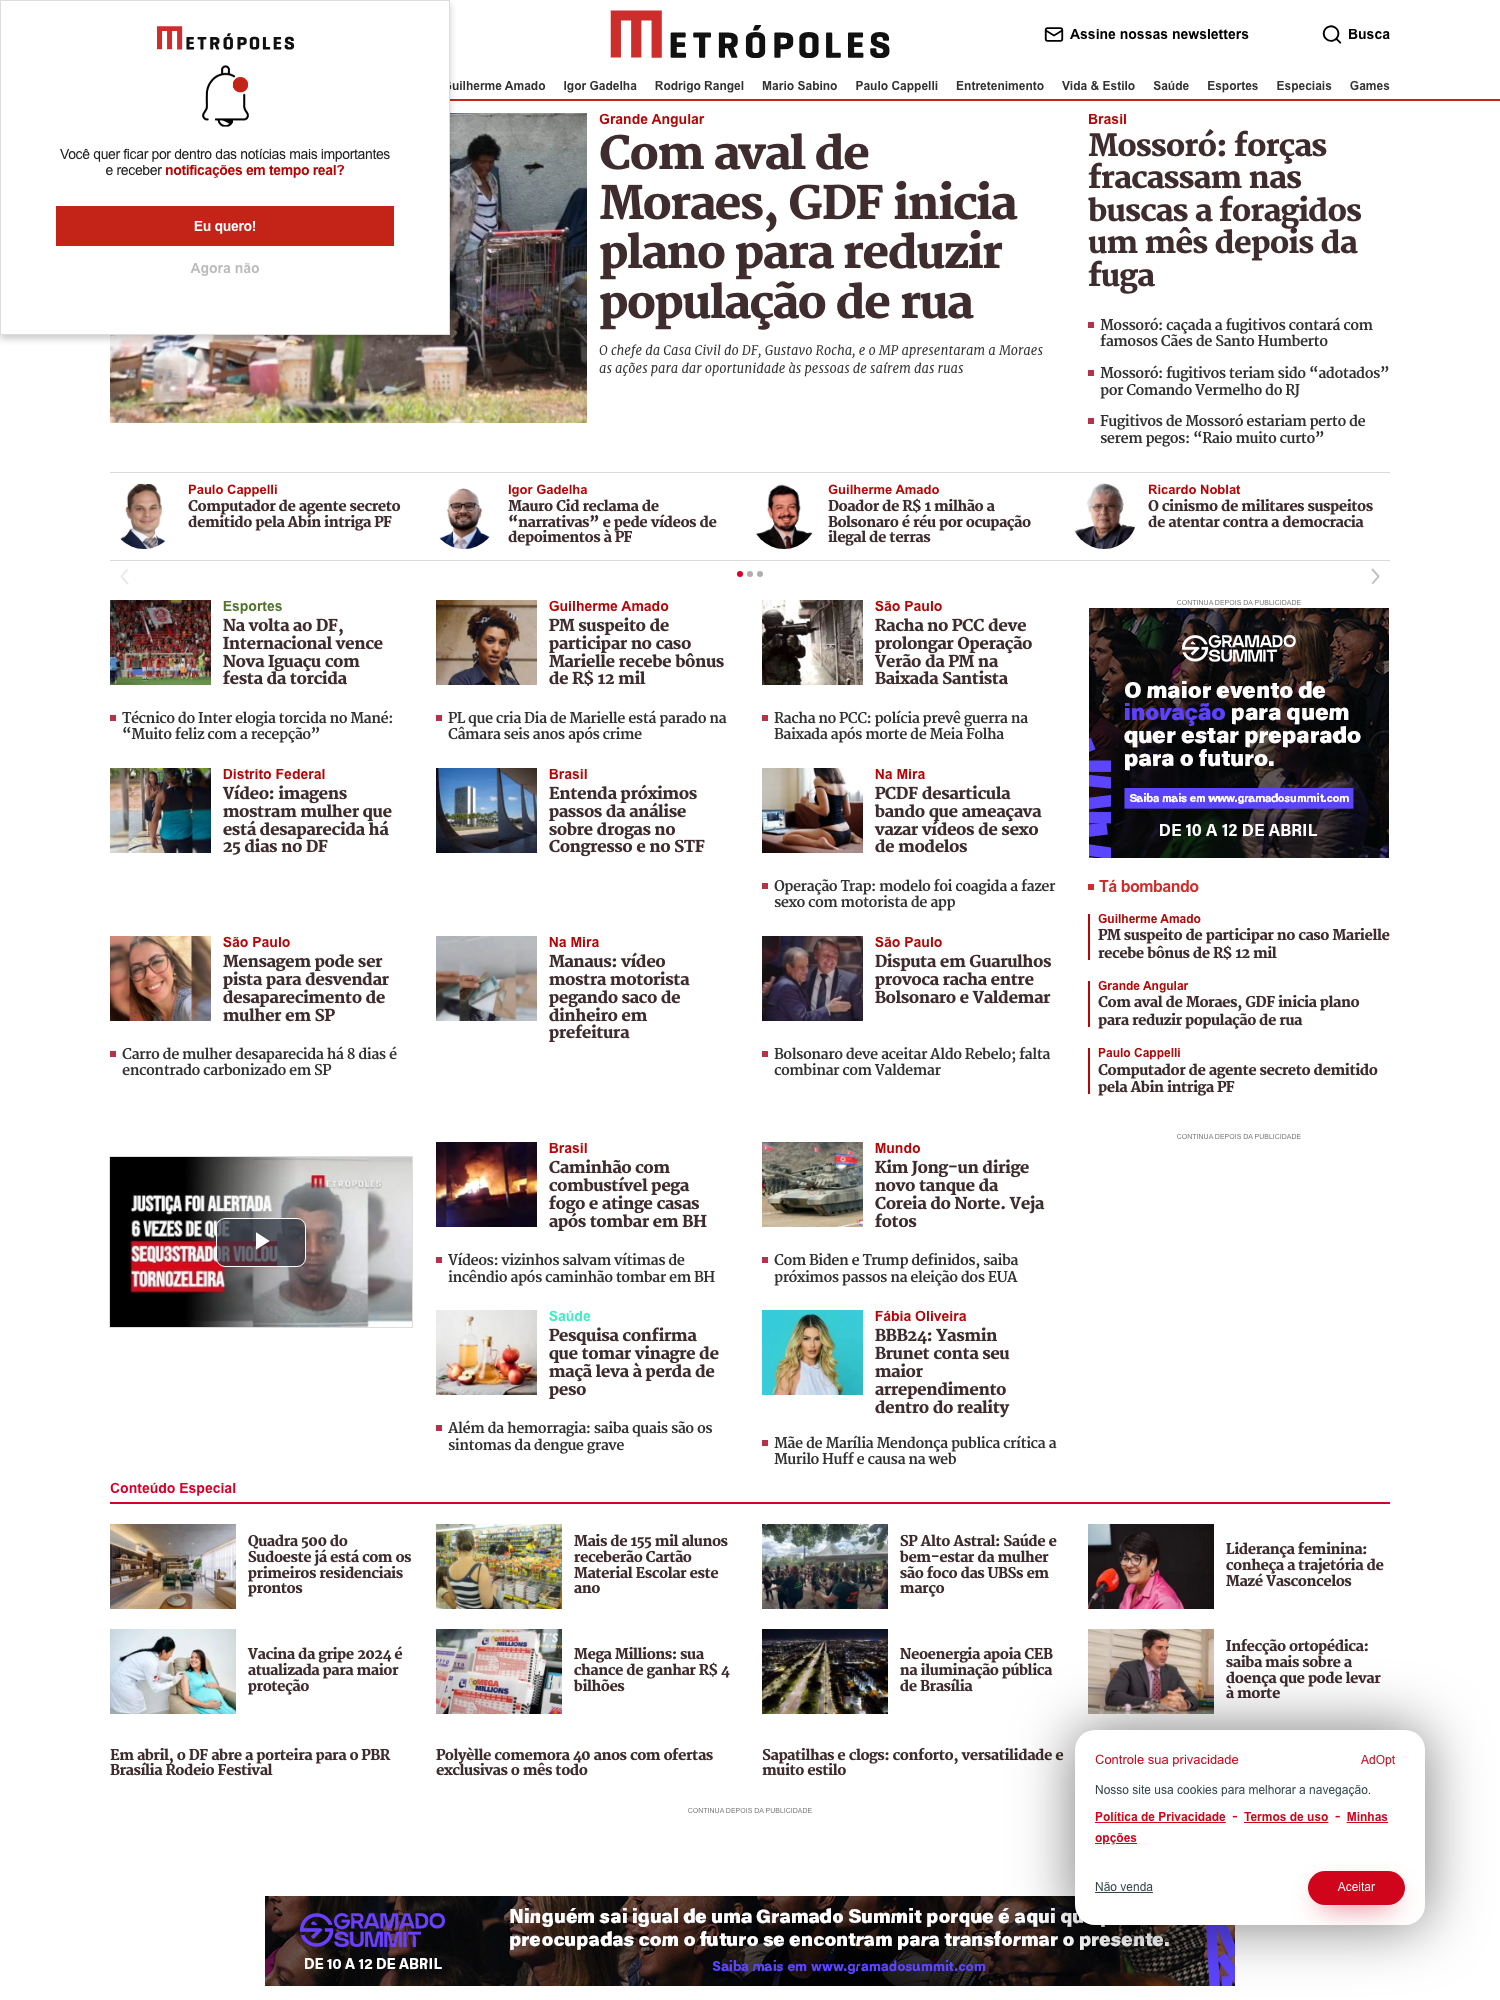 METRÓPOLES
Você quer ficar por dentro das notícias mais importantes
e receber notificações em tempo real?
Eu quero!
Agora não
METRÓPOLES
Assine nossas newsletters
Busca
Guilherme Amado
Igor Gadelha
Rodrigo Rangel
Mario Sabino
Paulo Cappelli
Entretenimento
Vida & Estilo
Saúde
Esportes
Especiais
Games
Grande Angular
Com aval de
Moraes, GDF inicia
plano para reduzir
população de rua
O chefe da Casa Civil do DF, Gustavo Rocha, e o MP apresentaram a Moraes
as ações para dar oportunidade às pessoas de saírem das ruas
Brasil
Mossoró: forças
fracassam nas
buscas a foragidos
um mês depois da
fuga
Mossoró: caçada a fugitivos contará com
famosos Cães de Santo Humberto
Mossoró: fugitivos teriam sido “adotados”
por Comando Vermelho do RJ
Fugitivos de Mossoró estariam perto de
serem pegos: “Raio muito curto”
Paulo Cappelli
Computador de agente secreto
demitido pela Abin intriga PF
Igor Gadelha
Mauro Cid reclama de
“narrativas” e pede vídeos de
depoimentos à PF
Guilherme Amado
Doador de R$ 1 milhão a
Bolsonaro é réu por ocupação
ilegal de terras
Ricardo Noblat
O cinismo de militares suspeitos
de atentar contra a democracia
Esportes
Na volta ao DF,
Internacional vence
Nova Iguaçu com
festa da torcida
Técnico do Inter elogia torcida no Mané:
“Muito feliz com a recepção”
Guilherme Amado
PM suspeito de
participar no caso
Marielle recebe bônus
de R$ 12 mil
PL que cria Dia de Marielle está parado na
Câmara seis anos após crime
São Paulo
Racha no PCC deve
prolongar Operação
Verão da PM na
Baixada Santista
Racha no PCC: polícia prevê guerra na
Baixada após morte de Meia Folha
CONTINUA DEPOIS DA PUBLICIDADE
GRAMADO
SUMMIT
O maior evento de
inovação para quem
quer estar preparado
para o futuro.
Saiba mais em www.gramadosummit.com
DE 10 A 12 DE ABRIL
Distrito Federal
Vídeo: imagens
mostram mulher que
está desaparecida há
25 dias no DF
Brasil
Entenda próximos
passos da análise
sobre drogas no
Congresso e no STF
Na Mira
PCDF desarticula
bando que ameaçava
vazar vídeos de sexo
de modelos
Operação Trap: modelo foi coagida a fazer
sexo com motorista de app
Tá bombando
Guilherme Amado
PM suspeito de participar no caso Marielle
recebe bônus de R$ 12 mil
Grande Angular
Com aval de Moraes, GDF inicia plano
para reduzir população de rua
Paulo Cappelli
Computador de agente secreto demitido
pela Abin intriga PF
CONTINUA DEPOIS DA PUBLICIDADE
São Paulo
Mensagem pode ser
pista para desvendar
desaparecimento de
mulher em SP
Carro de mulher desaparecida há 8 dias é
encontrado carbonizado em SP
Na Mira
Manaus: vídeo
mostra motorista
pegando saco de
dinheiro em
prefeitura
São Paulo
Disputa em Guarulhos
provoca racha entre
Bolsonaro e Valdemar
Bolsonaro deve aceitar Aldo Rebelo; falta
combinar com Valdemar
METRÓPOLES
JUSTIÇA FOI ALERTADA
6 VEZES DE QUE
SEQU3STRADOR VIOLOU
TORNOZELEIRA
Brasil
Caminhão com
combustível pega
fogo e atinge casas
após tombar em BH
Vídeos: vizinhos salvam vítimas de
incêndio após caminhão tombar em BH
Mundo
Kim Jong-un dirige
novo tanque da
Coreia do Norte. Veja
fotos
Com Biden e Trump definidos, saiba
próximos passos na eleição dos EUA
Saúde
Pesquisa confirma
que tomar vinagre de
maçã leva à perda de
peso
Além da hemorragia: saiba quais são os
sintomas da dengue grave
Fábia Oliveira
BBB24: Yasmin
Brunet conta seu
maior
arrependimento
dentro do reality
Mãe de Marília Mendonça publica crítica a
Murilo Huff e causa na web
Conteúdo Especial
Quadra 500 do
Sudoeste já está com os
primeiros residenciais
prontos
Mais de 155 mil alunos
receberão Cartão
Material Escolar este
ano
SP Alto Astral: Saúde e
bem-estar da mulher
são foco das UBSs em
março
Liderança feminina:
conheça a trajetória de
Mazé Vasconcelos
Vacina da gripe 2024 é
atualizada para maior
proteção
MEGA
MILLIONS
Mega Millions: sua
chance de ganhar R$ 4
bilhões
Neoenergia apoia CEB
na iluminação pública
de Brasília
Infecção ortopédica:
saiba mais sobre a
doença que pode levar
à morte
Em abril, o DF abre a porteira para o PBR
Brasília Rodeio Festival
Polyèlle comemora 40 anos com ofertas
exclusivas o mês todo
Sapatilhas e clogs: conforto, versatilidade e
muito estilo
CONTINUA DEPOIS DA PUBLICIDADE
Controle sua privacidade
AdOpt
Nosso site usa cookies para melhorar a navegação.
Política de Privacidade - Termos de uso - Minhas
opções
Não venda
Aceitar
GRAMADO
SUMMIT
DE 10 A 12 DE ABRIL
Ninguém sai igual de uma Gramado Summit porque é aqui
preocupadas com o futuro se encontram para transformar o presente.
Saiba mais em www.gramadosummit.com